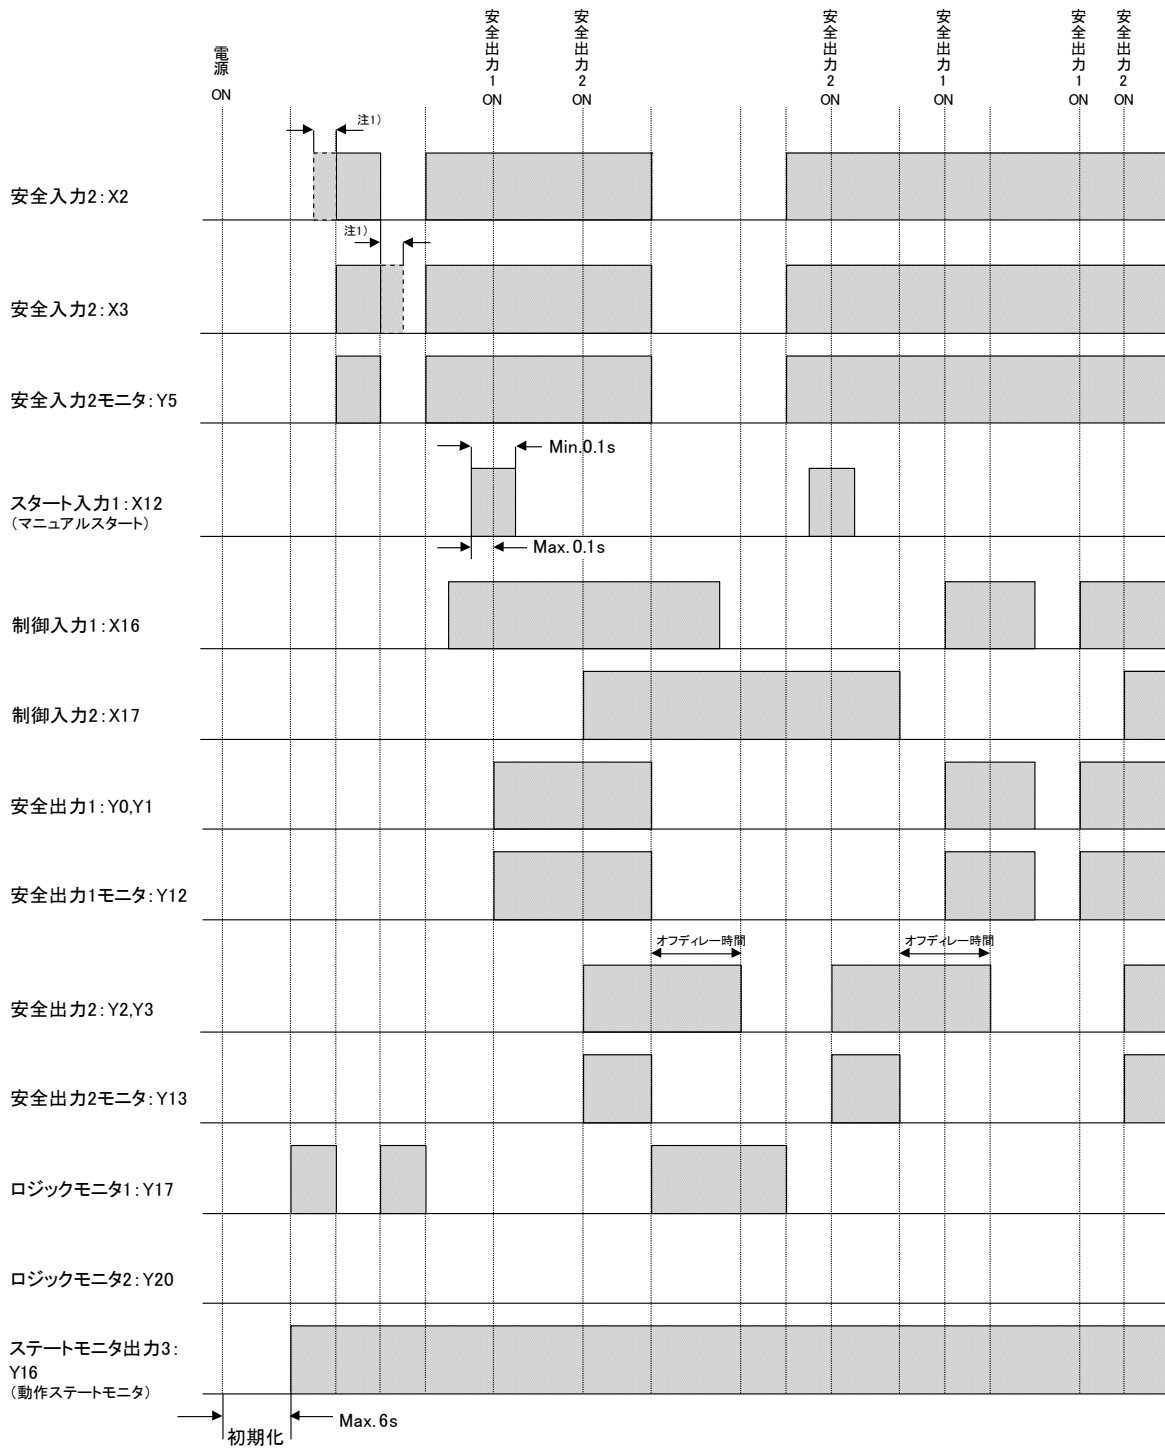 電源
ON
安全出力1
ON
安全出力2
ON
安全出力2
ON
安全出力1
ON
安全出力1
ON
安全出力2
ON
注1)
安全入力2:X2
注1)
安全入力2:X3
安全入力2モニタ:Y5
Min.0.1s
スタート入力1:X12
(マニュアルスタート)
Max.0.1s
制御入力1:X16
制御入力2:X17
安全出力1:Y0,Y1
安全出力1モニタ:Y12
オフディレー時間
オフディレー時間
安全出力2:Y2,Y3
安全出力2モニタ:Y13
ロジックモニタ1:Y17
ロジックモニタ2:Y20
ステートモニタ出力3:
Y16
(動作ステートモニタ)
Max.6s
初期化